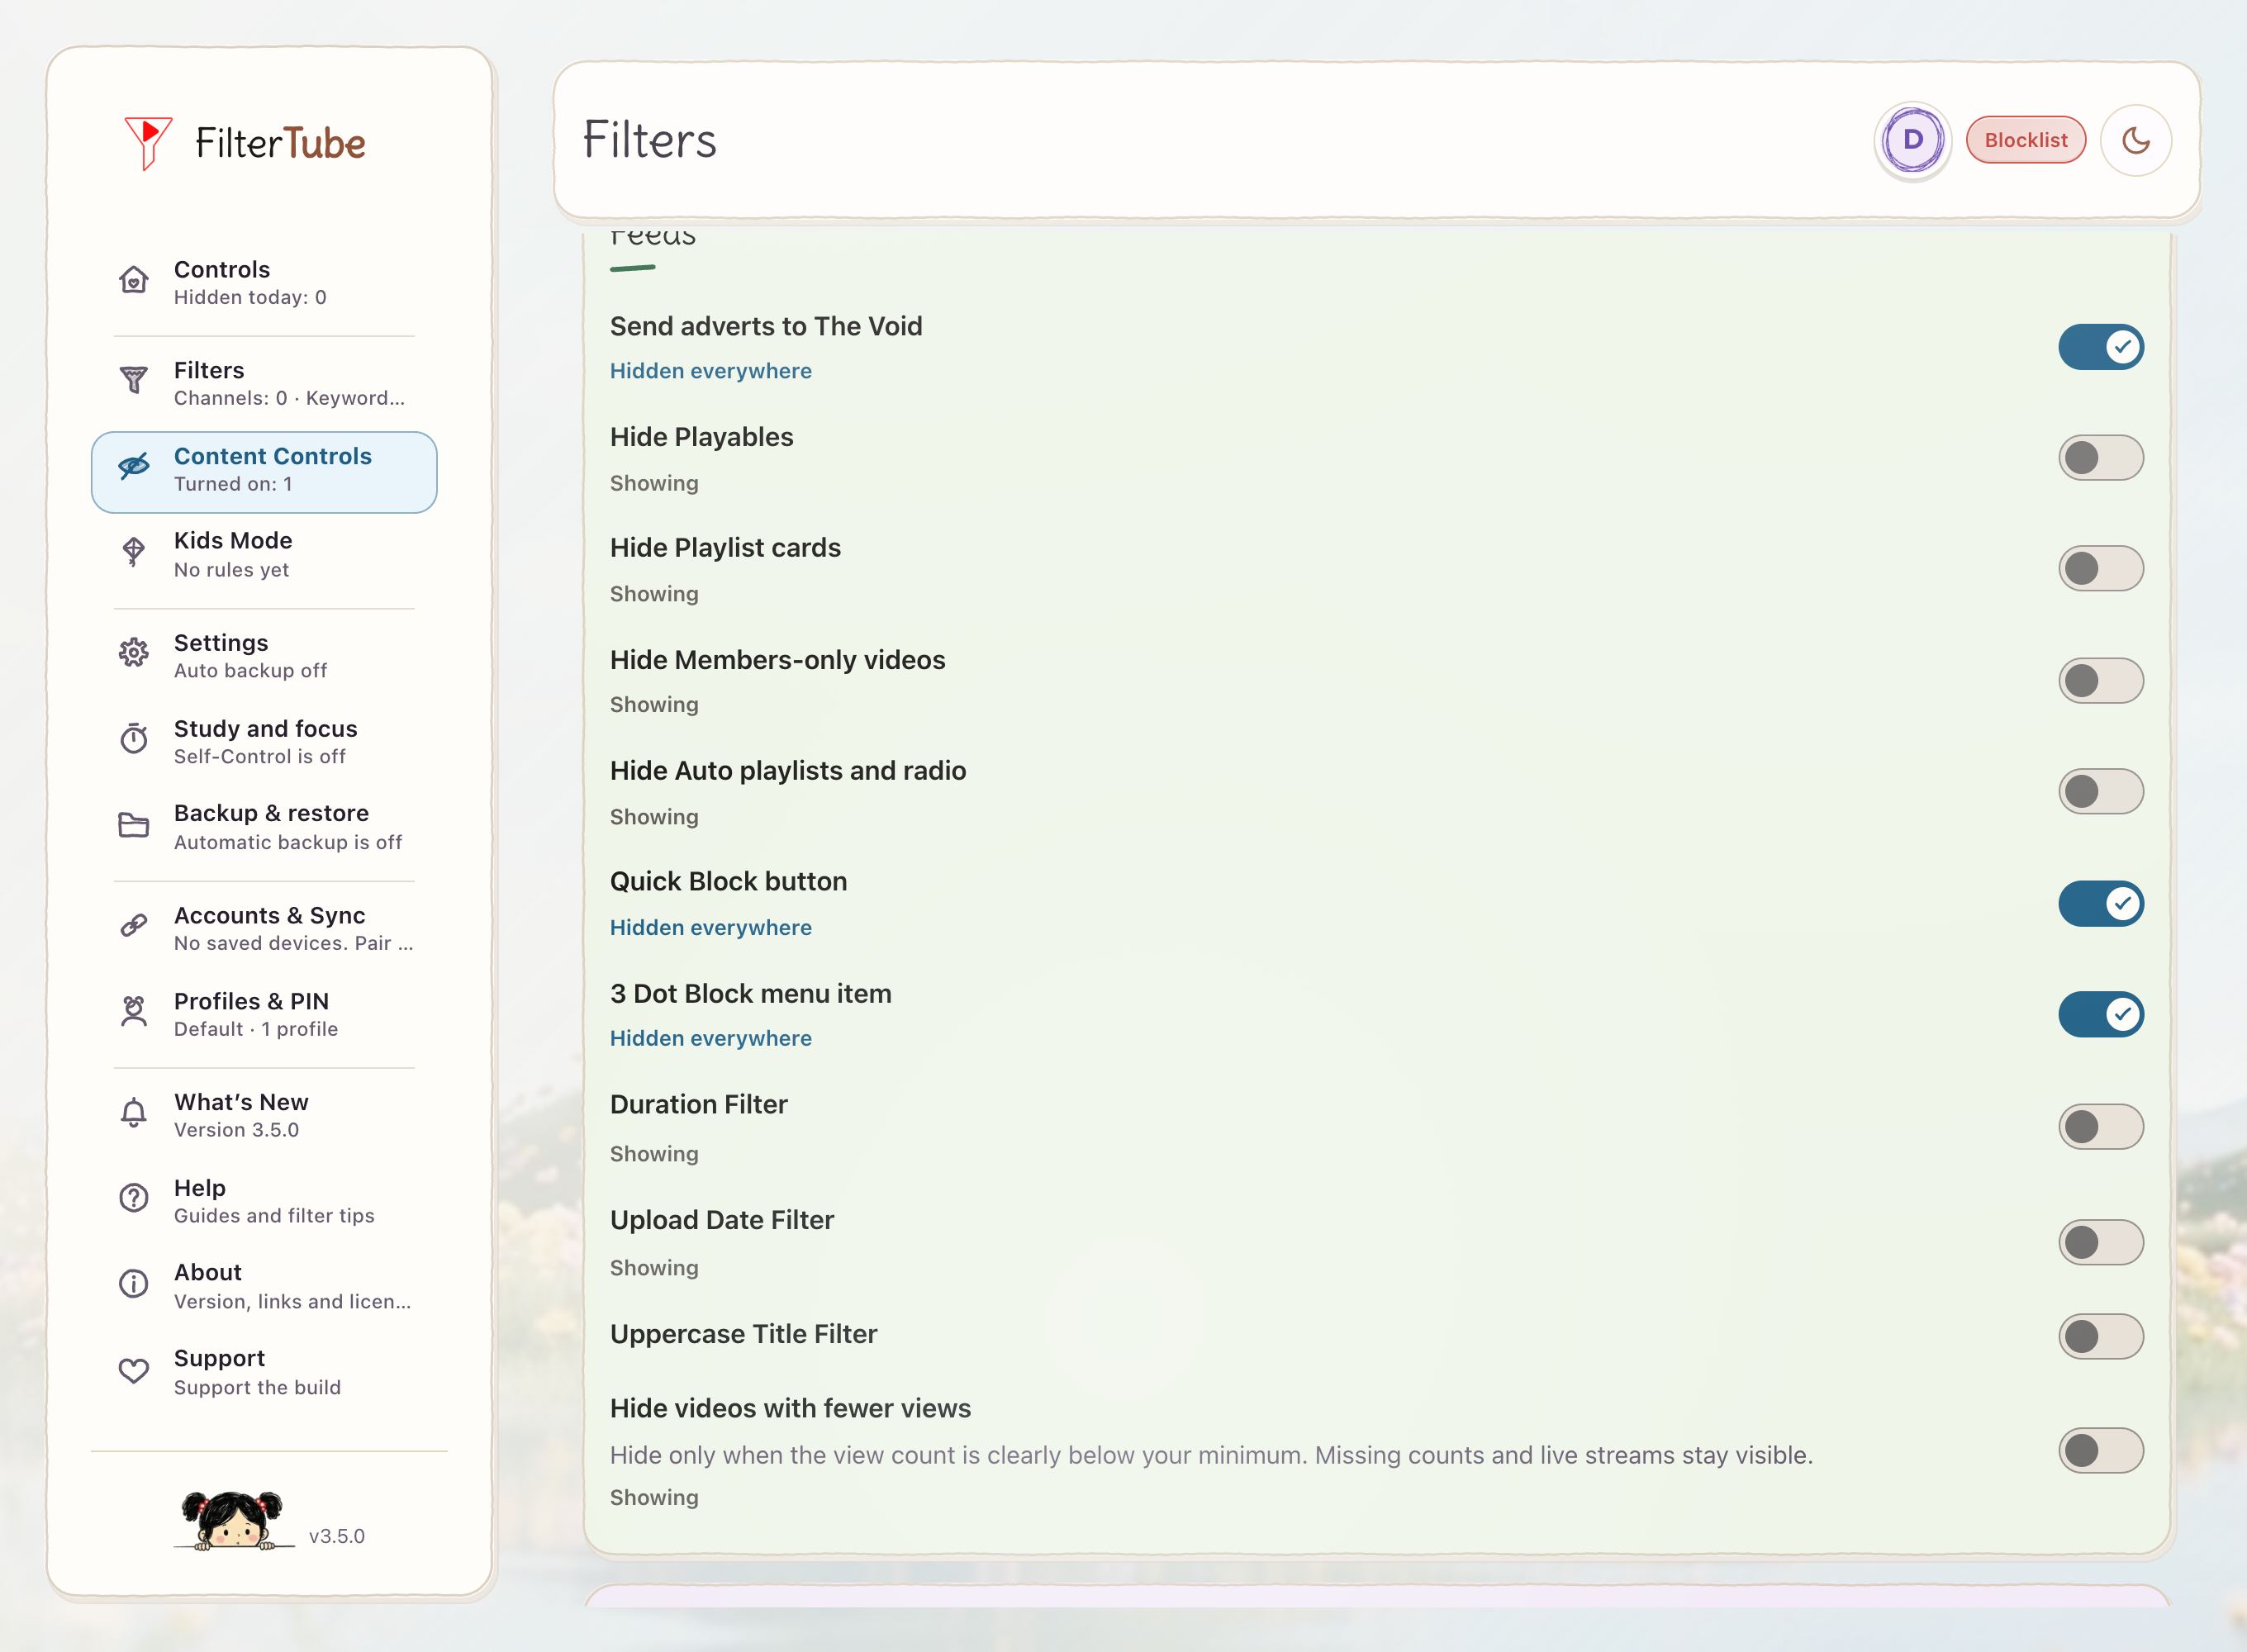 FilterTube
Controls
Hidden today: 0
Filters
Channels: 0 · Keyword...
Content Controls
Turned on: 1
Kids Mode
No rules yet
Settings
Auto backup off
Study and focus
Self-Control is off
Backup & restore
Automatic backup is off
Accounts & Sync
No saved devices. Pair ...
Profiles & PIN
Default · 1 profile
What’s New
Version 3.5.0
Help
Guides and filter tips
About
Version, links and licen...
Support
Support the build
v3.5.0
Filters
D
Blocklist
Feeds
Send adverts to The Void
Hidden everywhere
Hide Playables
Showing
Hide Playlist cards
Showing
Hide Members-only videos
Showing
Hide Auto playlists and radio
Showing
Quick Block button
Hidden everywhere
3 Dot Block menu item
Hidden everywhere
Duration Filter
Showing
Upload Date Filter
Showing
Uppercase Title Filter
Hide videos with fewer views
Hide only when the view count is clearly below your minimum. Missing counts and live streams stay visible.
Showing